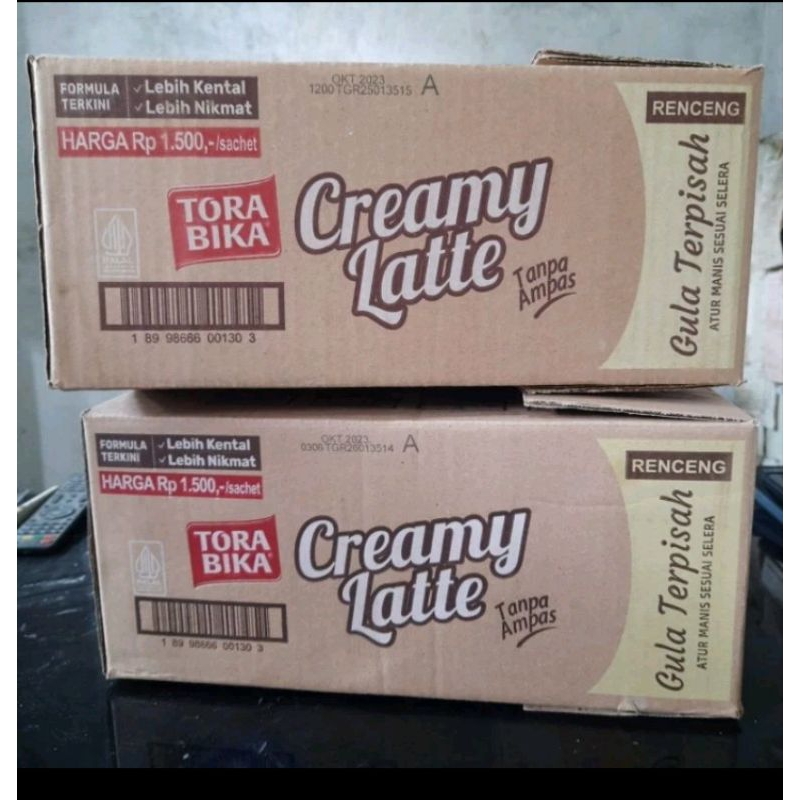 FORMULA TERKINI
✓Lebih Kental
✓Lebih Nikmat
HARGA Rp 1.500,-/sachet
OKT 2023
1200 TGR25013515 A
RENCENG
TORA
BIKA
Creamy
Latte
Tanpa
Ampas
Gula Terpisah
ATUR MANIS SESUAI SELERA
1 89 98666 00130 3
FORMULA TERKINI
✓Lebih Kental
✓Lebih Nikmat
HARGA Rp 1.500,-/sachet
OKT 2023
0306 TGR26013514 A
RENCENG
TORA
BIKA
Creamy
Latte
Tanpa
Ampas
Gula Terpisah
ATUR MANIS SESUAI SELERA
1 89 98666 00130 3